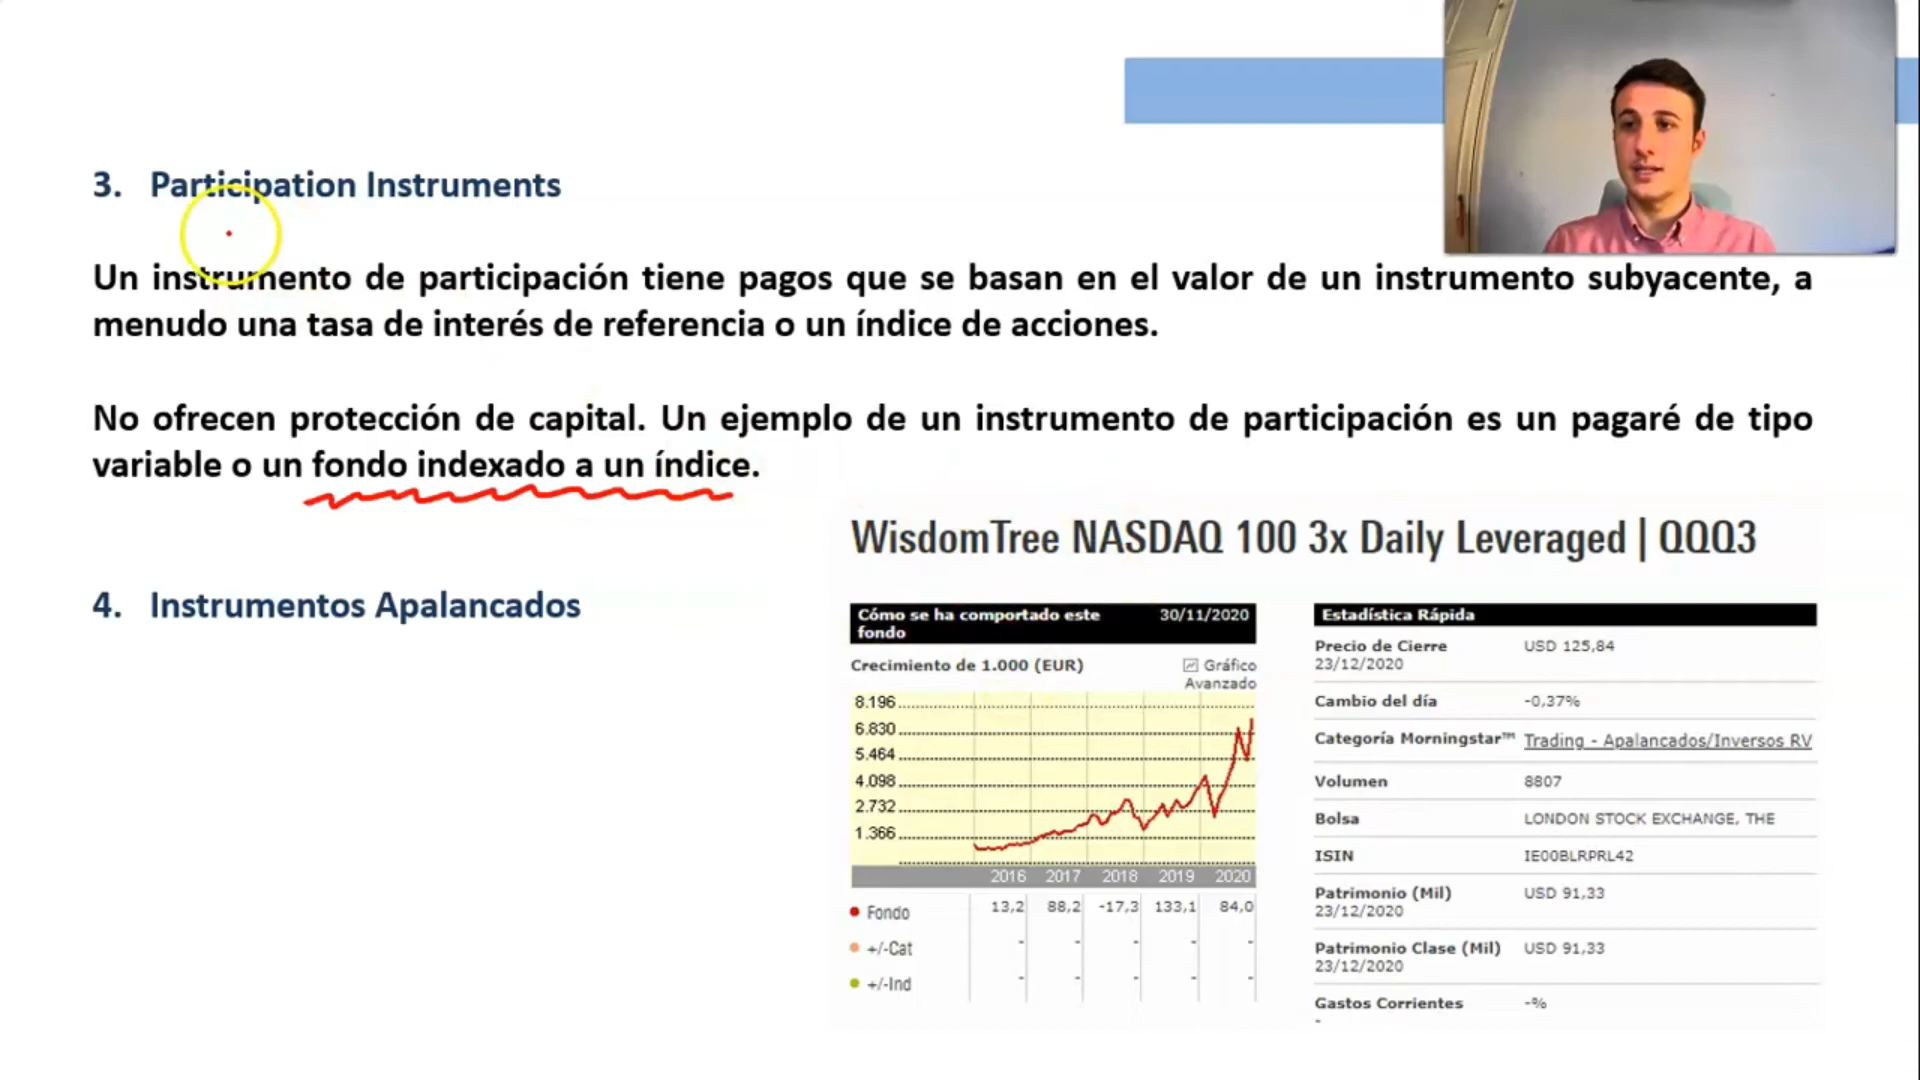 3. Participation Instruments
Un instrumento de participación tiene pagos que se basan en el valor de un instrumento subyacente, a
menudo una tasa de interés de referencia o un índice de acciones.
No ofrecen protección de capital. Un ejemplo de un instrumento de participación es un pagaré de tipo
variable o un fondo indexado a un índice.
4. Instrumentos Apalancados
WisdomTree NASDAQ 100 3x Daily Leveraged | QQQ3
Cómo se ha comportado este 30/11/2020
fondo
Crecimiento de 1.000 (EUR) Gráfico
Avanzado
8.196
6.830
5.464
4.098
2.732
1.366
2016 2017 2018 2019 2020
Fondo 13,2 88,2 -17,3 133,1 84,0
+/-Cat - - - - -
+/-Ind - - - - -
Estadística Rápida
Precio de Cierre USD 125,84
23/12/2020
Cambio del día -0,37%
Categoría Morningstar™ Trading - Apalancados/Inversos RV
Volumen 8807
Bolsa LONDON STOCK EXCHANGE, THE
ISIN IE00BLRPRL42
Patrimonio (Mil) USD 91,33
23/12/2020
Patrimonio Clase (Mil) USD 91,33
23/12/2020
Gastos Corrientes -%
-